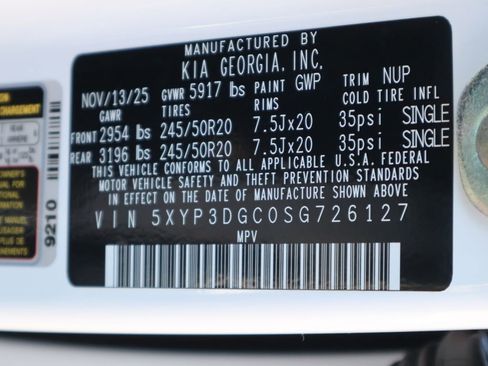 MANUFACTURED BY
KIA GEORGIA, INC.
NOV/13/25 GVWR 5917 lbs PAINT GWP TRIM NUP
GAWR TIRES RIMS COLD TIRE INFL
FRONT 2954 lbs 245/50R20 7.5Jx20 35psi SINGLE
REAR 3196 lbs 245/50R20 7.5Jx20 35psi SINGLE
THIS VEHICLE CONFORMS TO ALL APPLICABLE U.S.A. FEDERAL
MOTOR VEHICLE SAFETY AND THEFT PREVENTION STANDARDS
IN EFFECT ON THE DATE OF MANUFACTURE SHOWN ABOVE
VIN 5XYP3DGC0SG726127
MPV
9210